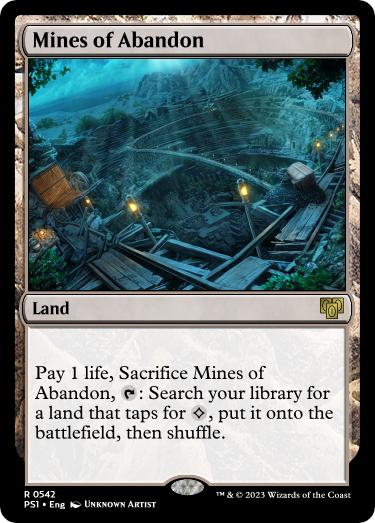 Mines of Abandon
Land
Pay 1 life, Sacrifice Mines of
Abandon, : Search your library for
a land that taps for , put it onto the
battlefield, then shuffle.
R 0542
PS1 • Eng Unknown Artist
™ & © 2023 Wizards of the Coast